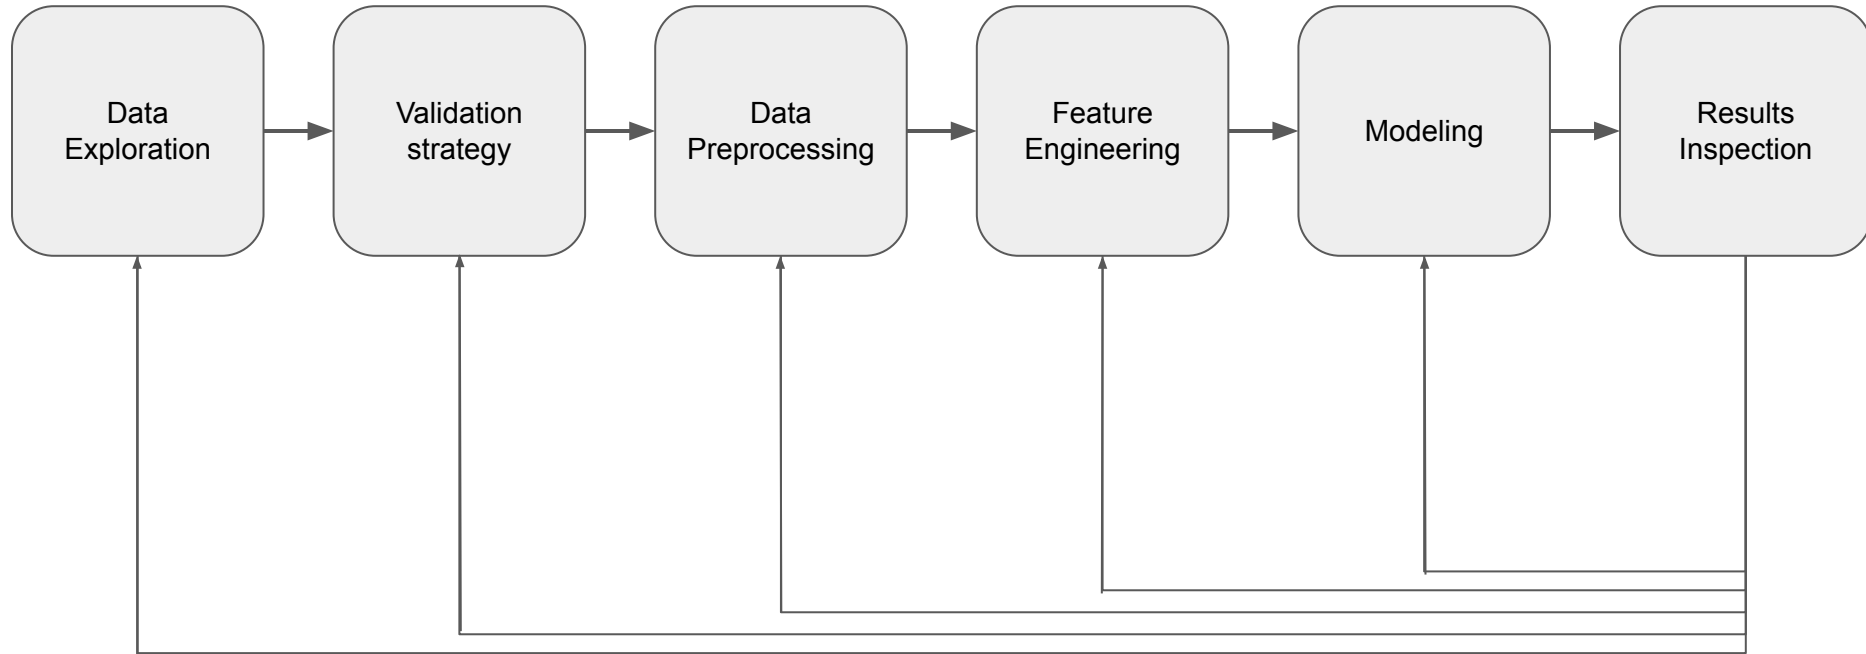 Data
Exploration
Validation
strategy
Data
Preprocessing
Feature
Engineering
Modeling
Results
Inspection